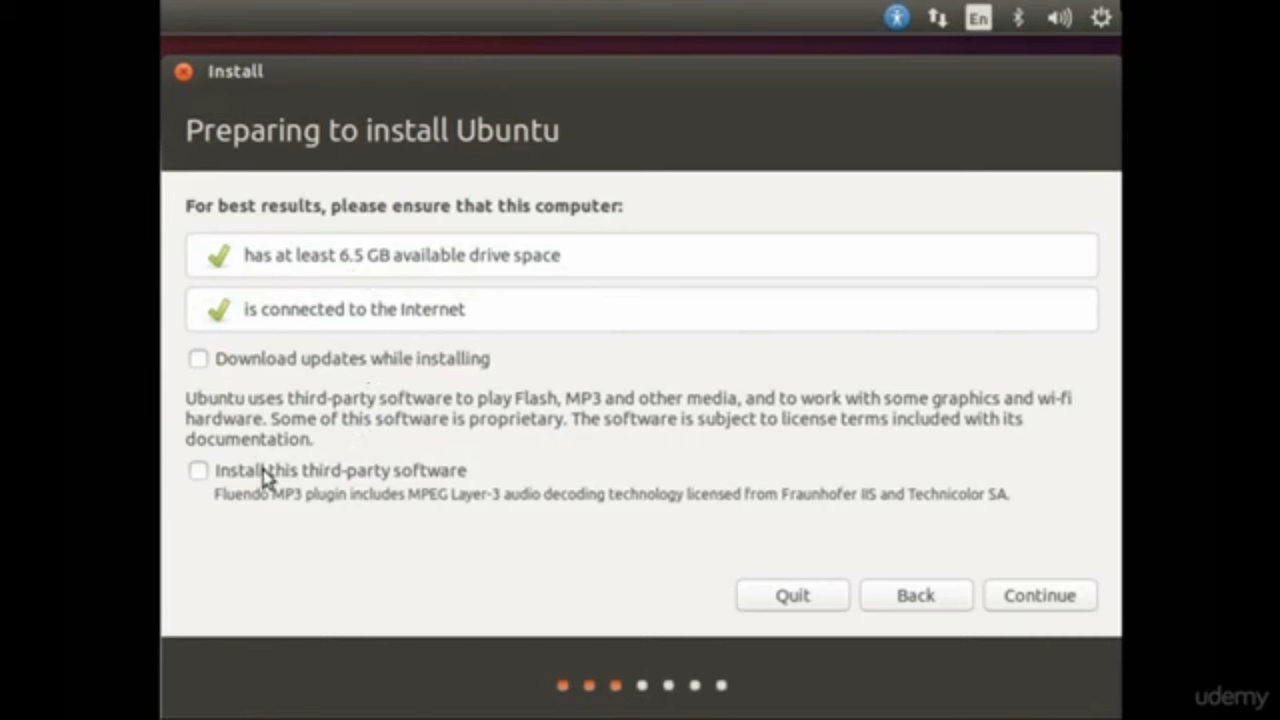 En
Install
Preparing to install Ubuntu
For best results, please ensure that this computer:
has at least 6.5 GB available drive space
is connected to the Internet
Download updates while installing
Ubuntu uses third-party software to play Flash, MP3 and other media, and to work with some graphics and wi-fi
hardware. Some of this software is proprietary. The software is subject to license terms included with its
documentation.
Install this third-party software
Fluendo MP3 plugin includes MPEG Layer-3 audio decoding technology licensed from Fraunhofer IIS and Technicolor SA.
Quit Back Continue
udemy